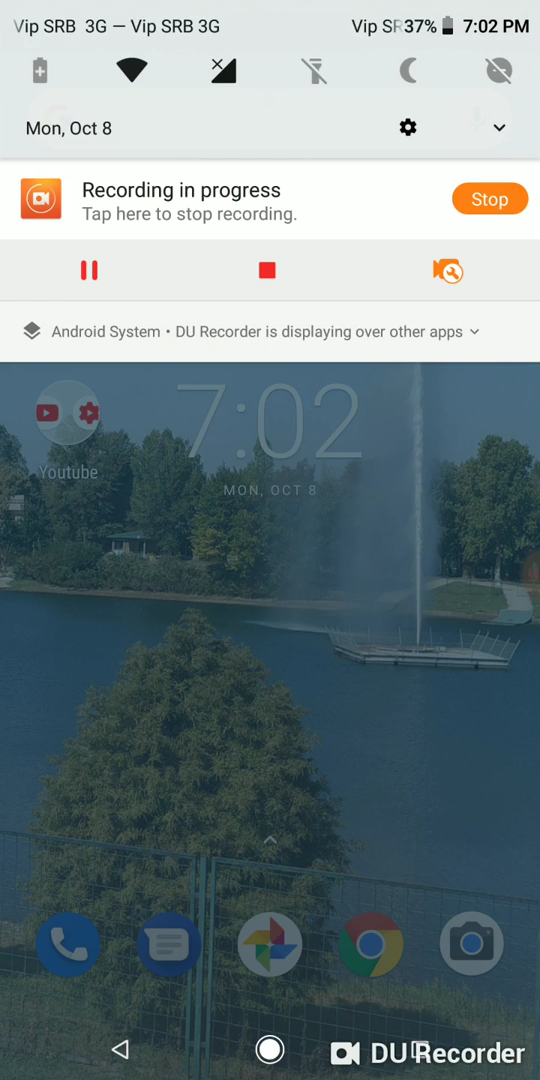 Vip SRB 3G — Vip SRB 3G Vip SR 37% 7:02 PM
Mon, Oct 8
Recording in progress
Tap here to stop recording.
Stop
Android System • DU Recorder is displaying over other apps
7:02
MON, OCT 8
Youtube
DU Recorder